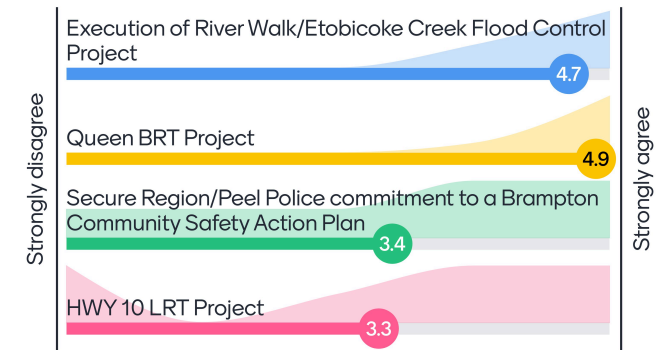 Execution of River Walk/Etobicoke Creek Flood Control
Project
4.7
Queen BRT Project
4.9
Secure Region/Peel Police commitment to a Brampton
Community Safety Action Plan
3.4
HWY 10 LRT Project
3.3
Strongly disagree
Strongly agree